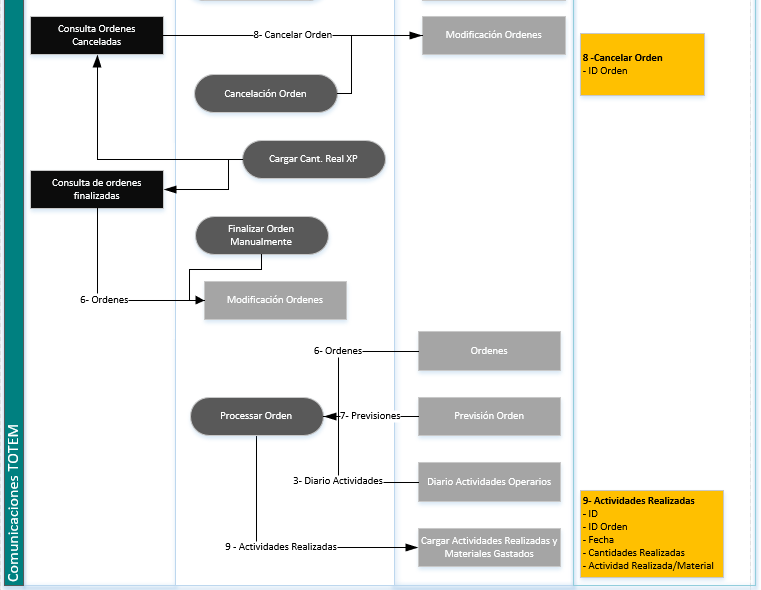 Consulta Ordenes
Canceladas
8- Cancelar Orden
Modificación Ordenes
8 -Cancelar Orden
- ID Orden
Cancelación Orden
Cargar Cant. Real XP
Consulta de ordenes
finalizadas
Finalizar Orden
Manualmente
6- Ordenes
Modificación Ordenes
6- Ordenes
Ordenes
Processar Orden
7- Previsiones
Previsión Orden
3- Diario Actividades
Diario Actividades Operarios
9 - Actividades Realizadas
Cargar Actividades Realizadas y
Materiales Gastados
9- Actividades Realizadas
- ID
- ID Orden
- Fecha
- Cantidades Realizadas
- Actividad Realizada/Material
Comunicaciones TOTEM